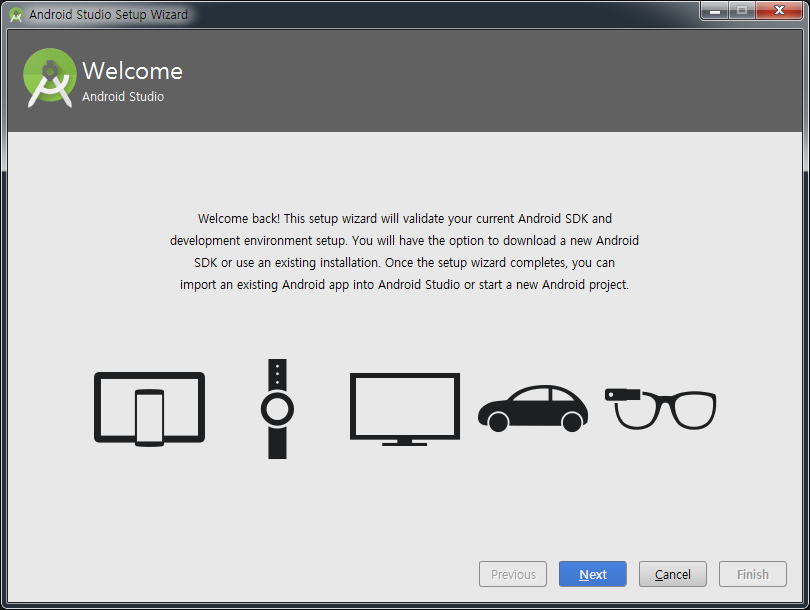 Android Studio Setup Wizard
Welcome
Android Studio
Welcome back! This setup wizard will validate your current Android SDK and
development environment setup. You will have the option to download a new Android
SDK or use an existing installation. Once the setup wizard completes, you can
import an existing Android app into Android Studio or start a new Android project.
Previous Next Cancel Finish